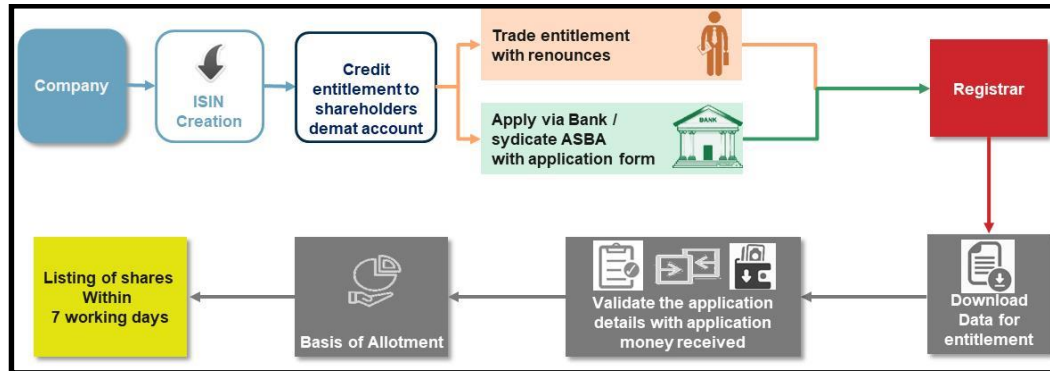 Company
ISIN
Creation
Credit
entitlement to
shareholders
demat account
Trade entitlement
with renounces
Apply via Bank /
sydicate ASBA
with application form
BANK
Registrar
Download
Data for
entitlement
Validate the application
details with application
money received
Basis of Allotment
Listing of shares
Within
7 working days